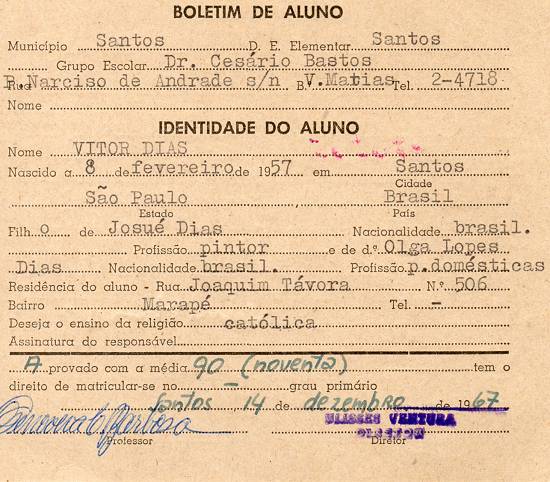 BOLETIM DE ALUNO
Município Santos D. E. Elementar Santos
Grupo Escolar Dr. Cesário Bastos
Rua R.Narciso de Andrade s/n B.º V.Matias Tel. 2-4718
Nome
IDENTIDADE DO ALUNO
Nome VITOR DIAS
Nascido a 8 de fevereiro de 1957 em Santos
Cidade
São Paulo Brasil
Estado País
Filho o de Josué Dias Nacionalidade brasil.
Profissão pintor e de d.ª Olga Lopes
Dias Nacionalidade brasil. Profissão p.domésticas
Residência do aluno - Rua Joaquim Távora N.º 506
Bairro Marapé Tel. -
Deseja o ensino da religião católica
Assinatura do responsável
A provado com a média 90 (noventa) tem o
direito de matricular-se no - grau primário
Santos 14 de dezembro de 1967
ULISSES VENTURA
Professor Diretor